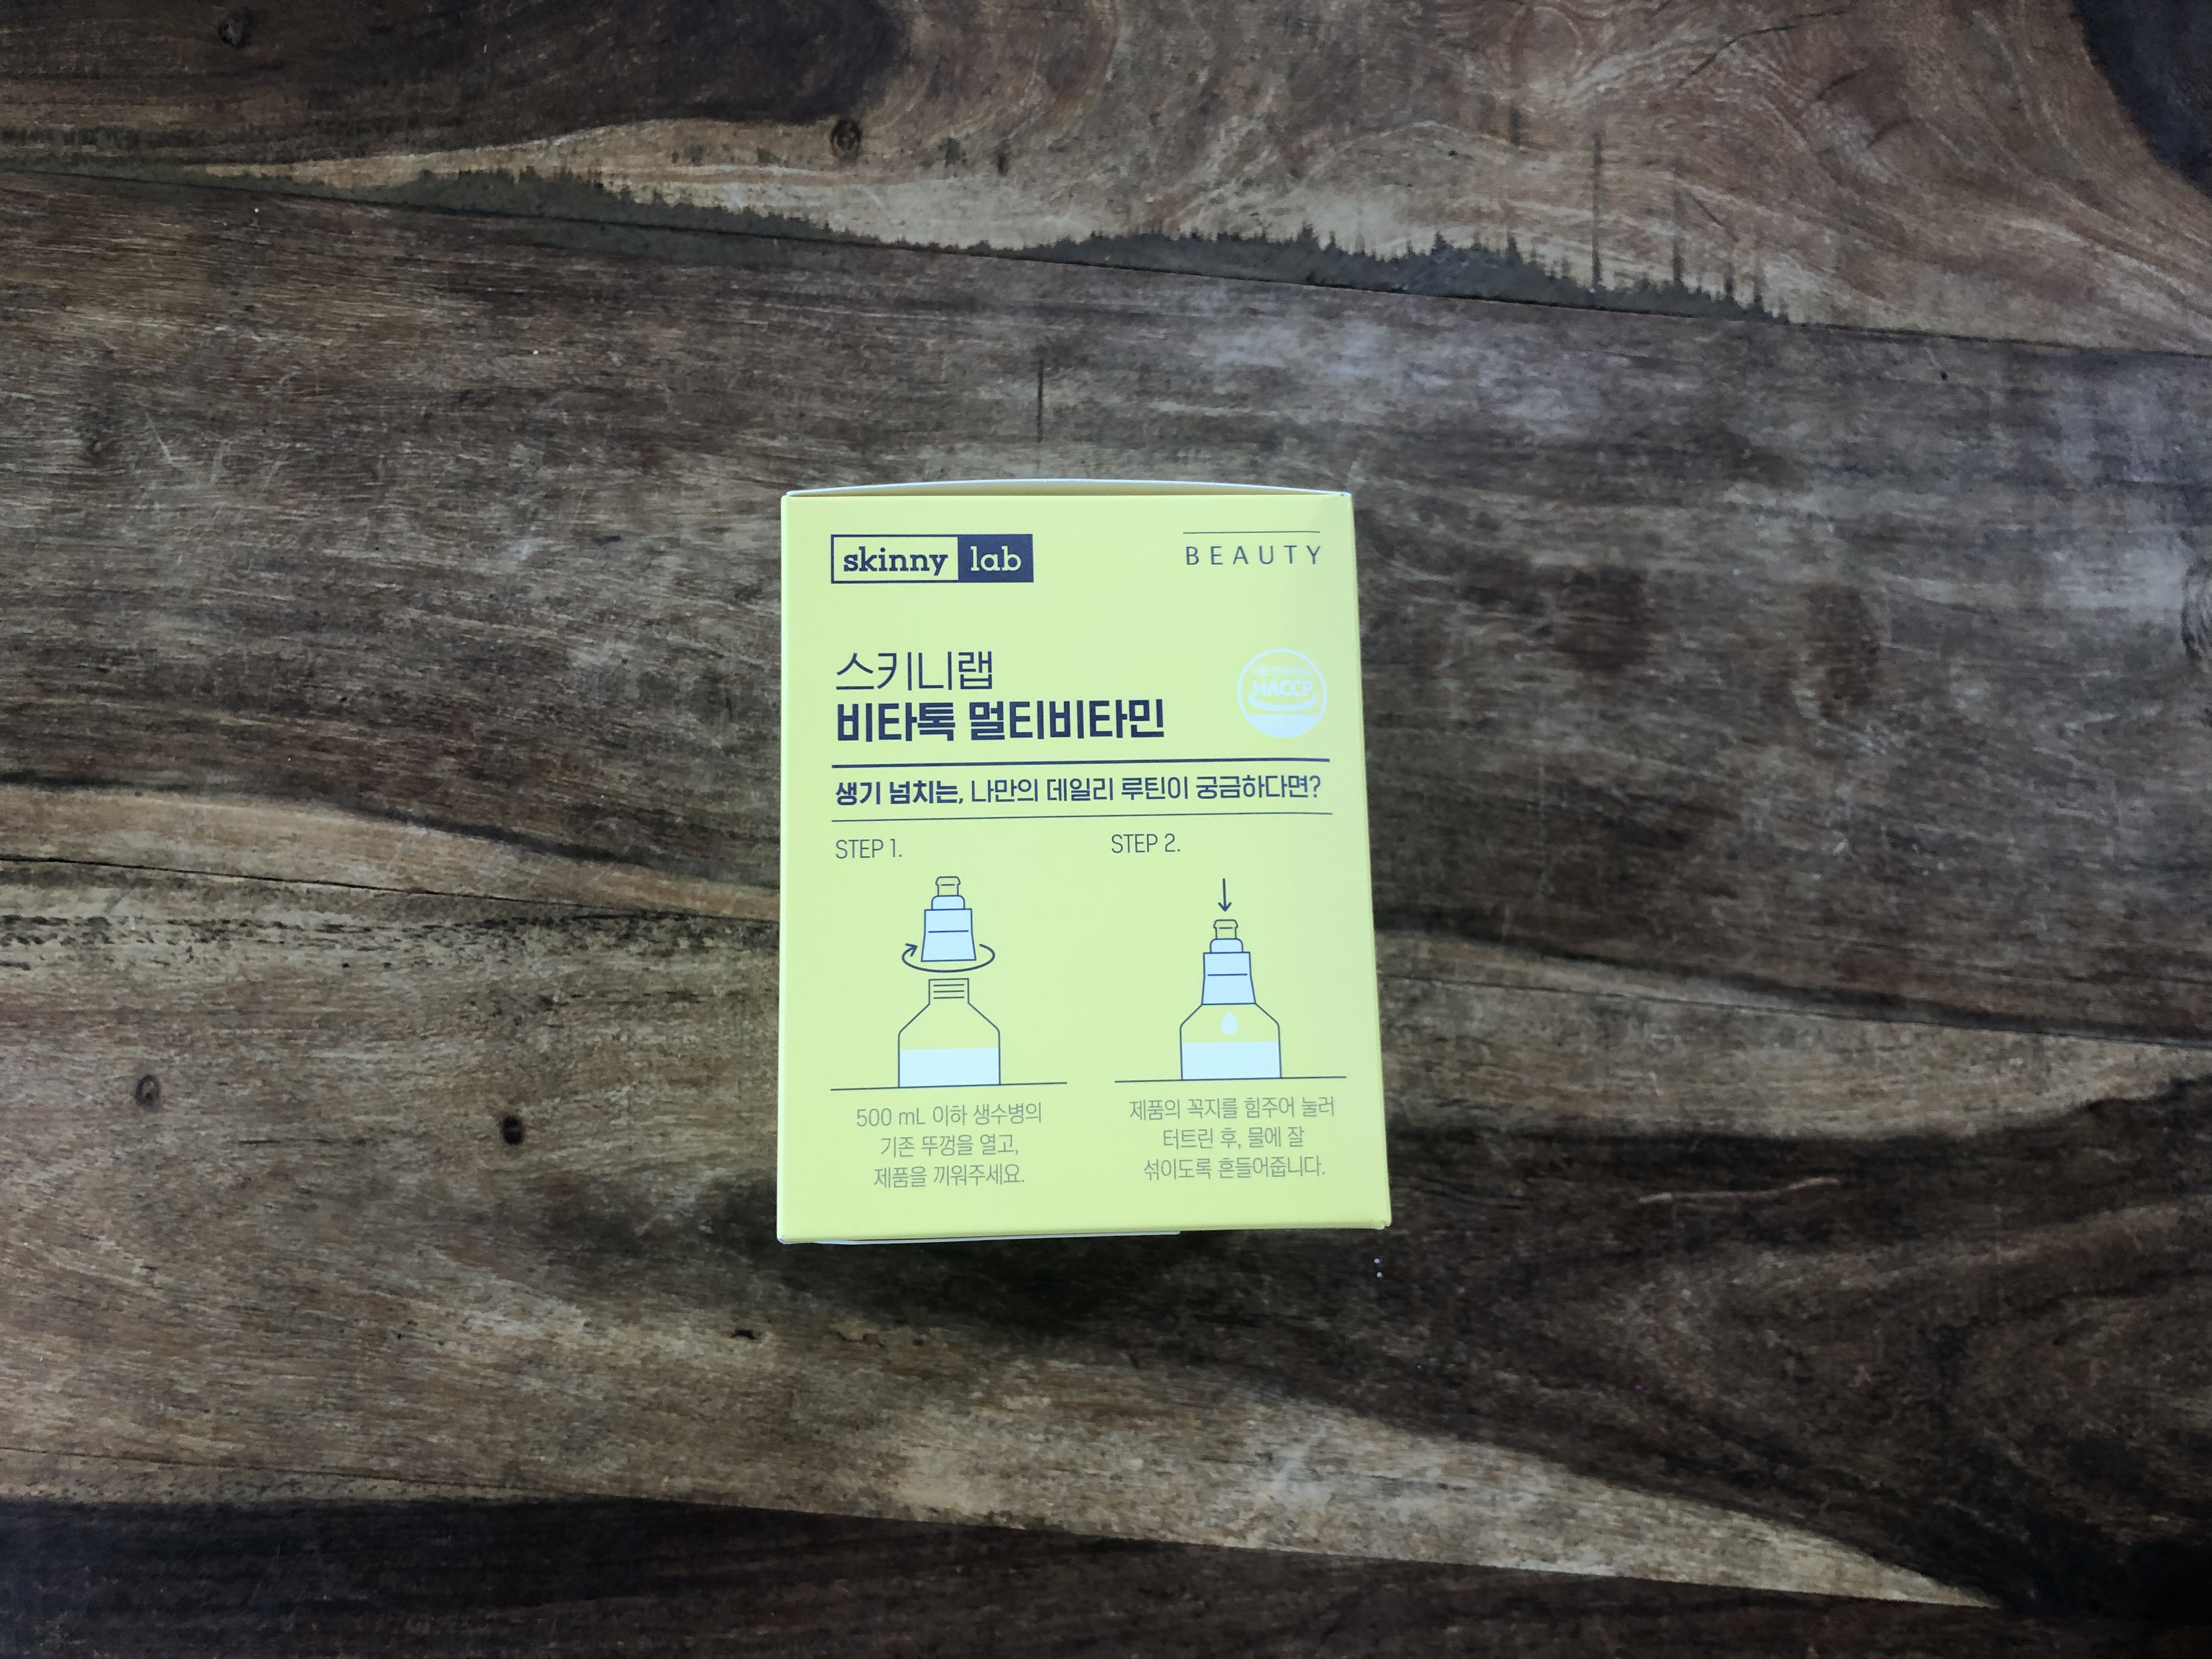 skinny lab
BEAUTY
스키니랩
비타톡 멀티비타민
HACCP
생기 넘치는, 나만의 데일리 루틴이 궁금하다면?
STEP 1.
500 mL 이하 생수병의
기존 뚜껑을 열고,
제품을 끼워주세요.
STEP 2.
제품의 꼭지를 힘주어 눌러
터트린 후, 물에 잘
섞이도록 흔들어줍니다.